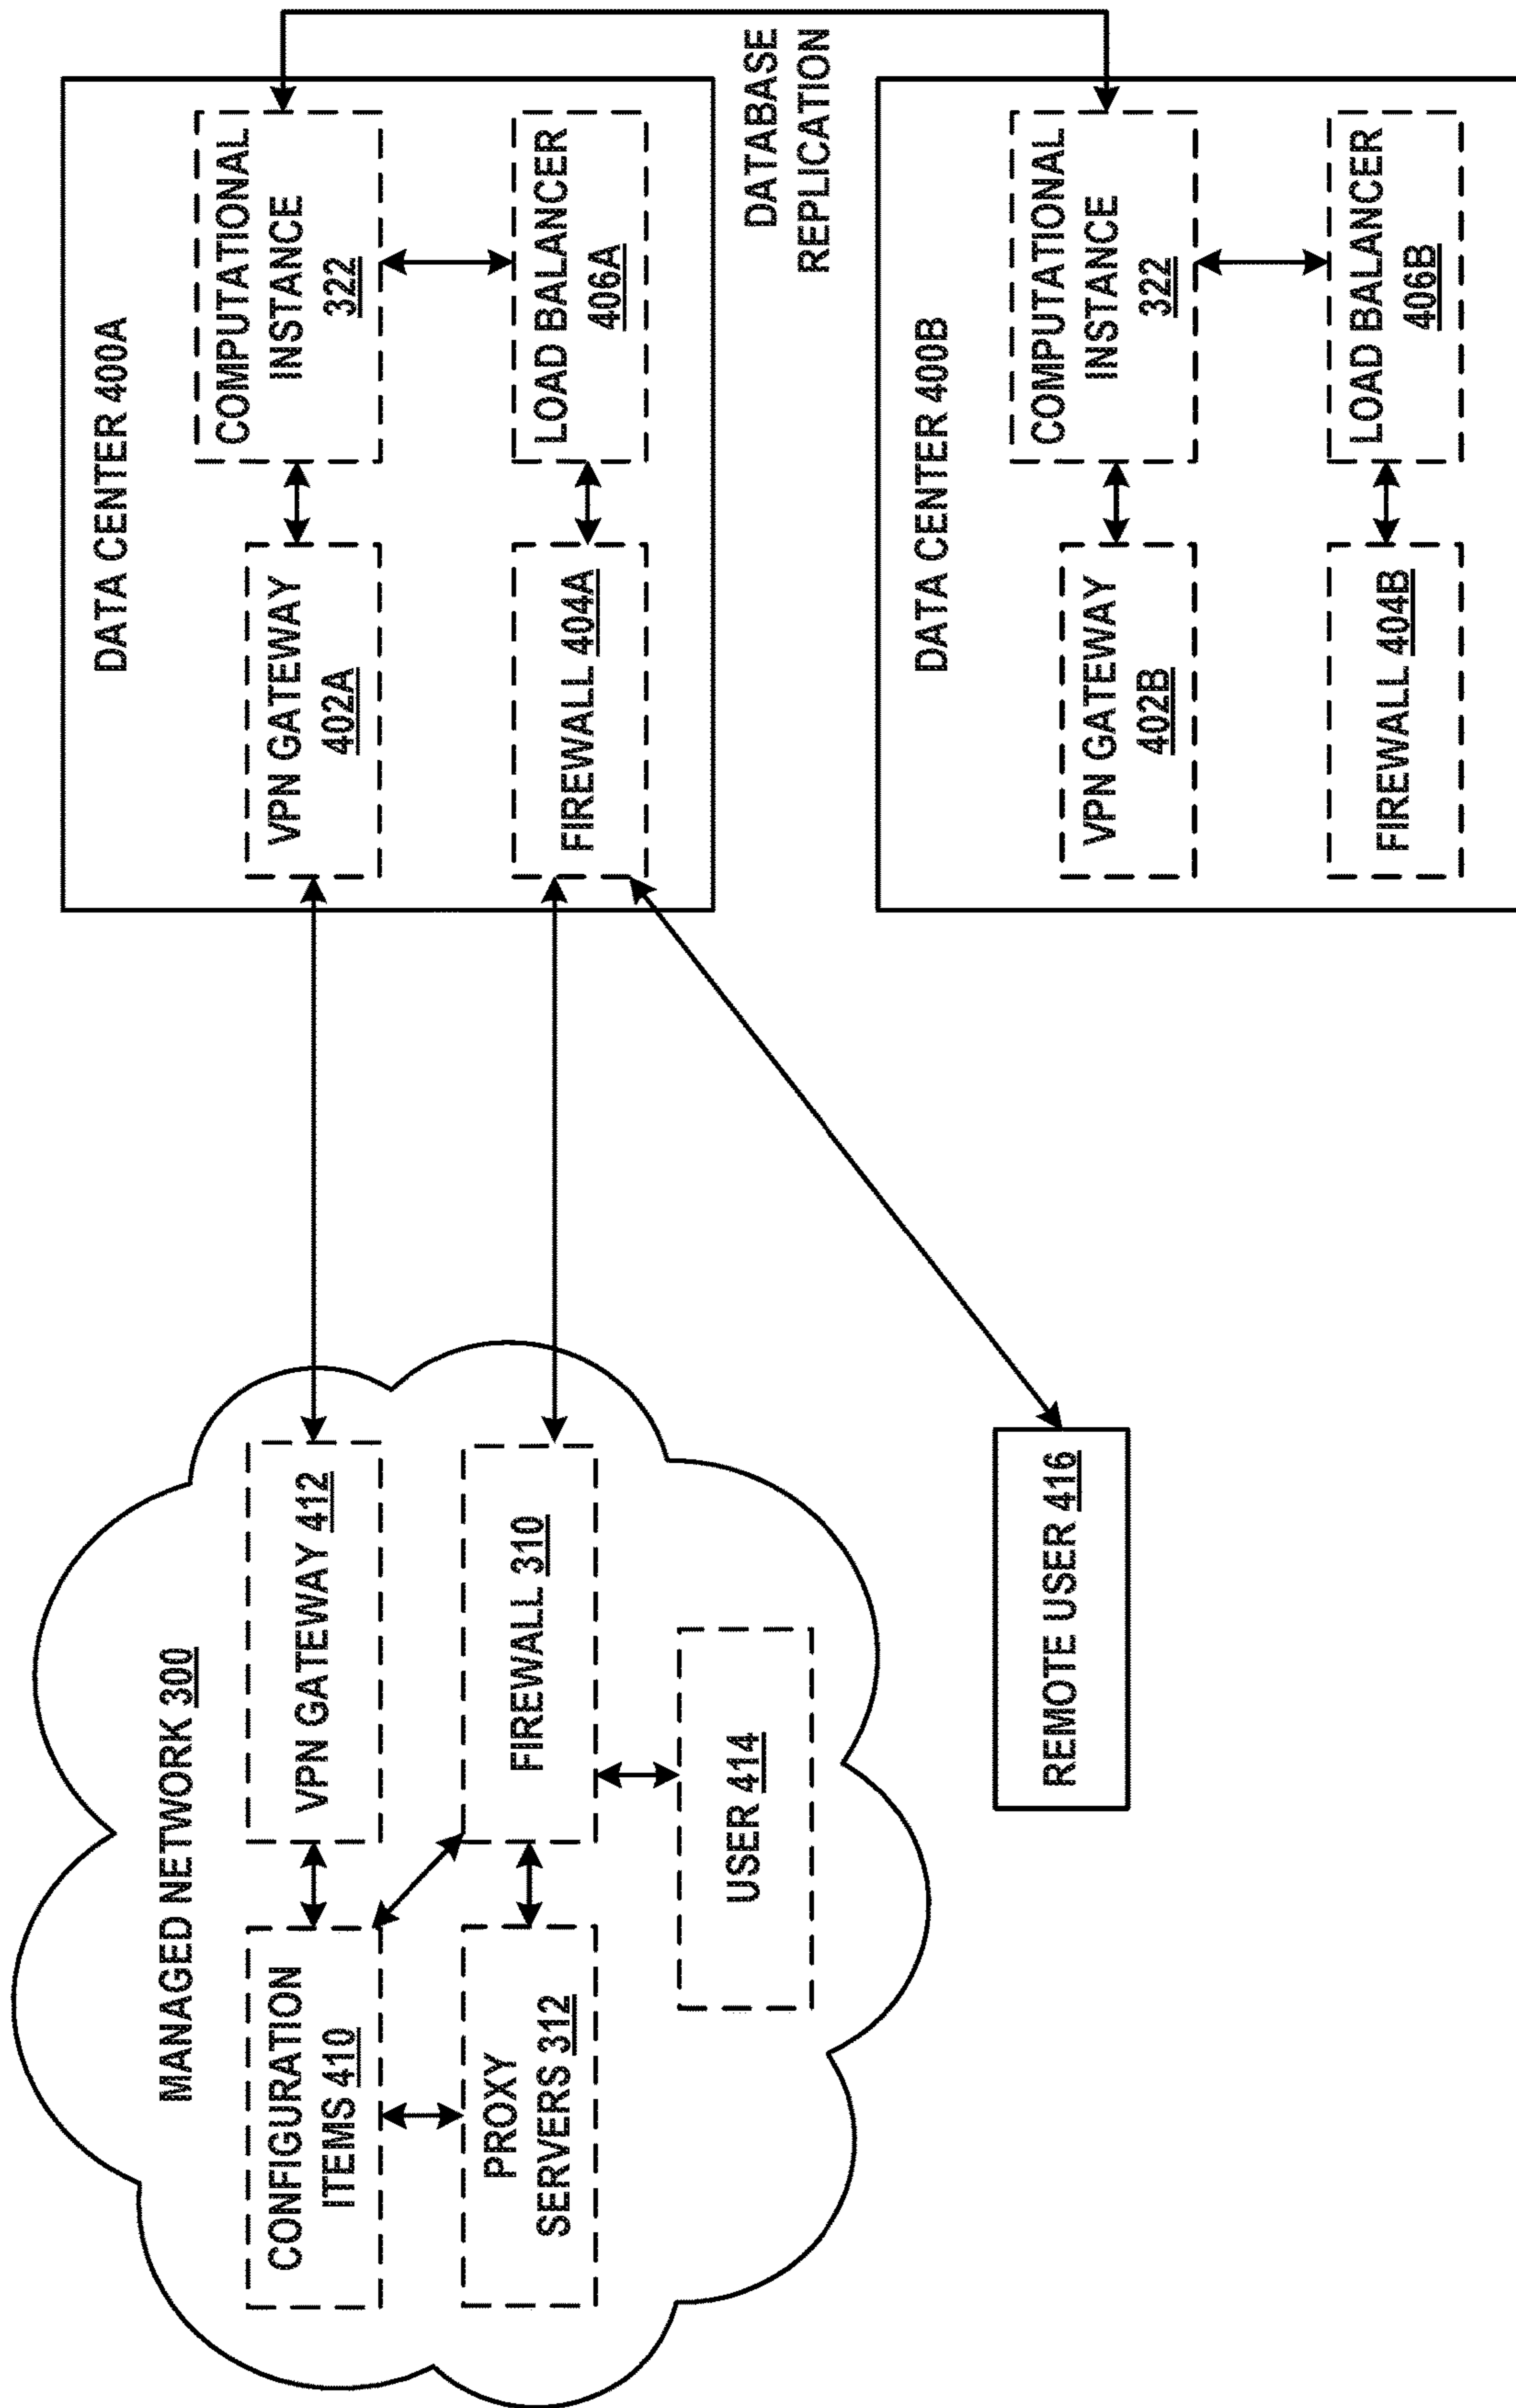 MANAGED NETWORK 300
CONFIGURATION
ITEMS 410
VPN GATEWAY 412
PROXY
SERVERS 312
FIREWALL 310
USER 414
REMOTE USER 416
DATA CENTER 400A
VPN GATEWAY
402A
COMPUTATIONAL
INSTANCE
322
FIREWALL 404A
LOAD BALANCER
406A
DATABASE
REPLICATION
DATA CENTER 400B
VPN GATEWAY
402B
COMPUTATIONAL
INSTANCE
322
FIREWALL 404B
LOAD BALANCER
406B